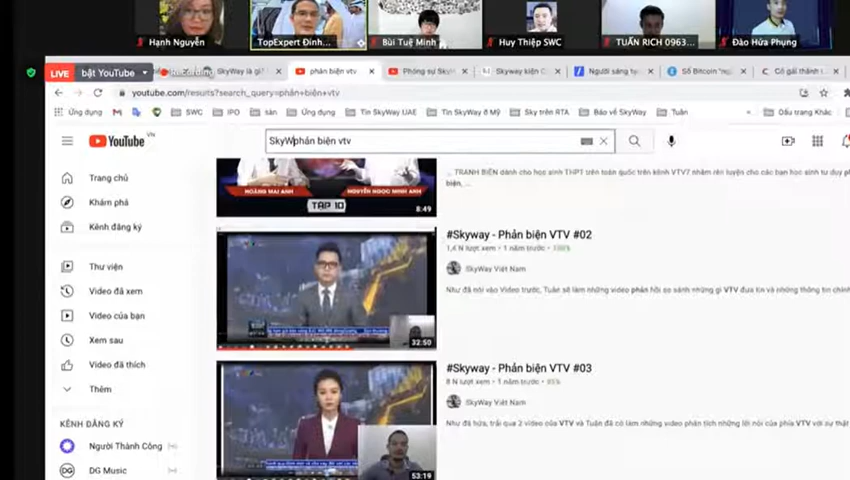 Hạnh Nguyễn
TopExpert Đính...
Bùi Tuệ Minh
Huy Thiệp SWC
TUẤN RICH 0963...
Đào Hứa Phụng
LIVE bật YouTube Recording SkyWay là gì? phản biện vtv Phóng sự SkyW Skyway kiện C Người sáng tạ Số Bitcoin "n Cô gái thánh t
youtube.com/results?search_query=phản+biện+vtv
Ứng dụng SWC IPO sàn Ứng dụng Tin SkyWay UAE Tin SkyWay ở Mỹ Sky trên RTA Báo về SkyWay Tuân Dấu trang Khác
YouTube VN
SkyWphản biện vtv
Trang chủ
Khám phá
Kênh đăng ký
Thư viện
Video đã xem
Video của bạn
Xem sau
Video đã thích
Thêm
KÊNH ĐĂNG KÝ
Người Thành Công
DG Music
HOÀNG MAI ANH NGUYỄN NGỌC MINH ANH
TẬP 10
8:49
... TRANH BIỆN dành cho học sinh THPT trên toàn quốc trên kênh VTV7 nhằm rèn luyện cho các bạn học sinh tư duy
biện, ...
32:50
#Skyway - Phản biện VTV #02
1,4 N lượt xem • 1 năm trước • 100%
SkyWay Việt Nam
Như đã nói vào Video trước, Tuân sẽ làm những video phản hồi so sánh những gì VTV đưa tin và những thông tin chính
53:19
#Skyway - Phản biện VTV #03
8 N lượt xem • 1 năm trước • 95%
SkyWay Việt Nam
Như đã hứa, trải qua 2 video của VTV và Tuân đã có làm những video phân tích những lời nói của phía VTV với sự thật